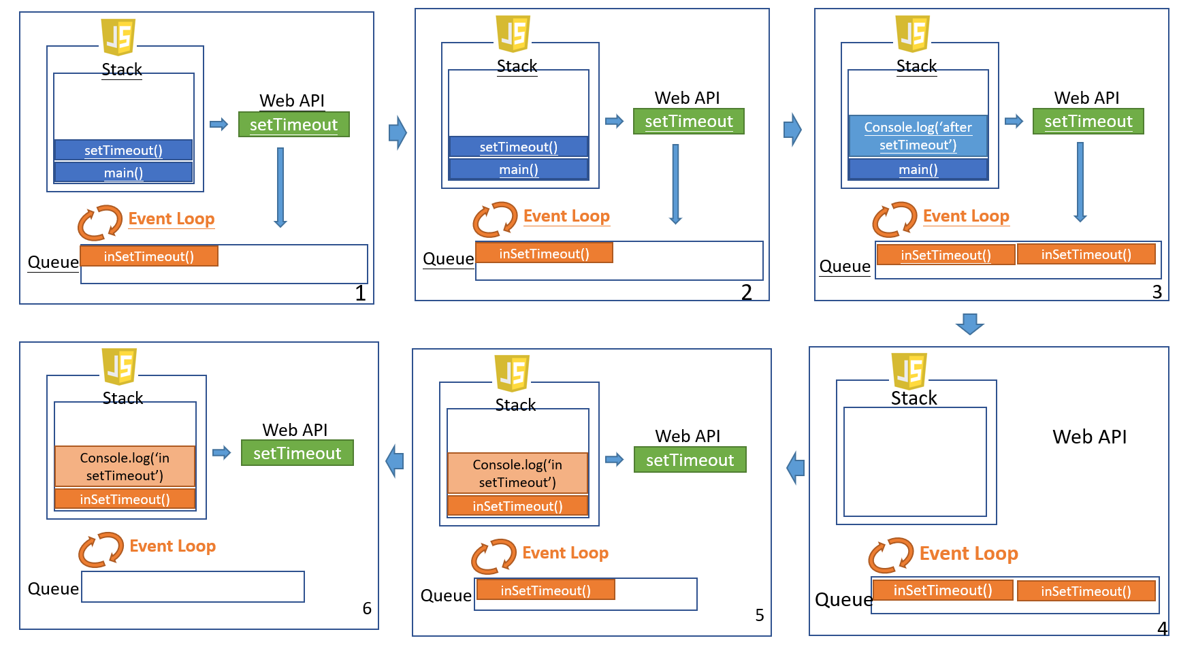 JS
Stack
Web API
setTimeout
setTimeout()
main()
Event Loop
Queue
inSetTimeout()
1
JS
Stack
Web API
setTimeout
setTimeout()
main()
Event Loop
Queue
inSetTimeout()
2
JS
Stack
Web API
setTimeout
Console.log(‘after
setTimeout’)
main()
Event Loop
Queue
inSetTimeout()
inSetTimeout()
3
JS
Stack
Web API
Event Loop
Queue
inSetTimeout()
inSetTimeout()
4
JS
Stack
Web API
setTimeout
Console.log(‘in
setTimeout’)
inSetTimeout()
Event Loop
Queue
inSetTimeout()
5
JS
Stack
Web API
setTimeout
Console.log(‘in
setTimeout’)
inSetTimeout()
Event Loop
Queue
6